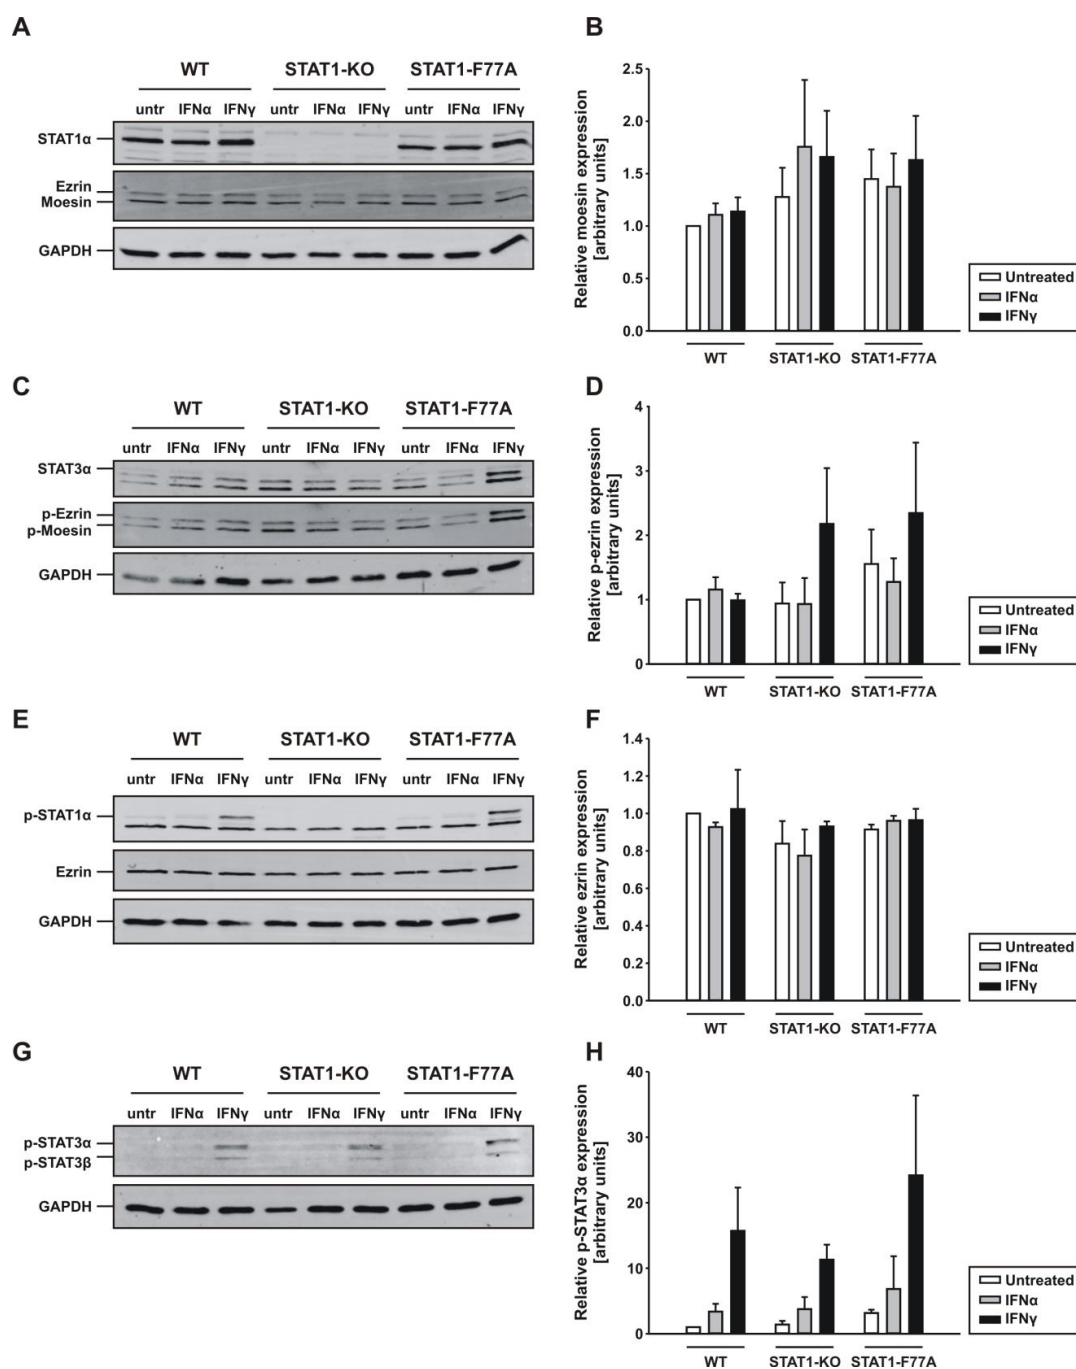 A
WT STAT1-KO STAT1-F77A
untr IFNα IFNγ untr IFNα IFNγ untr IFNα IFNγ
STAT1α
Ezrin
Moesin
GAPDH
B
Relative moesin expression
[arbitrary units]
2.5
2.0
1.5
1.0
0.5
0.0
WT STAT1-KO STAT1-F77A
Untreated
IFNα
IFNγ
C
WT STAT1-KO STAT1-F77A
untr IFNα IFNγ untr IFNα IFNγ untr IFNα IFNγ
STAT3α
p-Ezrin
p-Moesin
GAPDH
D
Relative p-ezrin expression
[arbitrary units]
4
3
2
1
0
WT STAT1-KO STAT1-F77A
Untreated
IFNα
IFNγ
E
WT STAT1-KO STAT1-F77A
untr IFNα IFNγ untr IFNα IFNγ untr IFNα IFNγ
p-STAT1α
Ezrin
GAPDH
F
Relative ezrin expression
[arbitrary units]
1.4
1.2
1.0
0.8
0.6
0.4
0.2
0.0
WT STAT1-KO STAT1-F77A
Untreated
IFNα
IFNγ
G
WT STAT1-KO STAT1-F77A
untr IFNα IFNγ untr IFNα IFNγ untr IFNα IFNγ
p-STAT3α
p-STAT3β
GAPDH
H
Relative p-STAT3α expression
[arbitrary units]
40
30
20
10
0
WT STAT1-KO STAT1-F77A
Untreated
IFNα
IFNγ